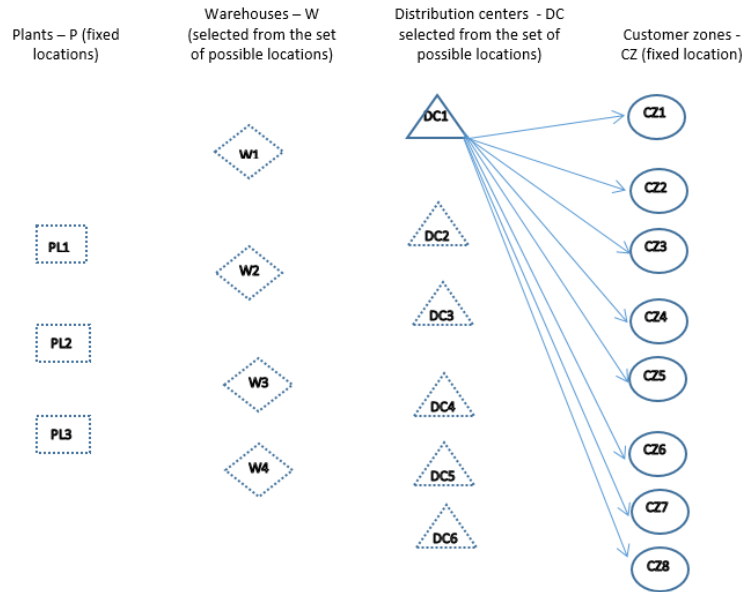 Plants – P (fixed
locations)
Warehouses – W
(selected from the set
of possible locations)
Distribution centers  - DC
selected from the set of
possible locations)
Customer zones -
CZ (fixed location)
PL1
PL2
PL3
W1
W2
W3
W4
DC1
DC2
DC3
DC4
DC5
DC6
CZ1
CZ2
CZ3
CZ4
CZ5
CZ6
CZ7
CZ8